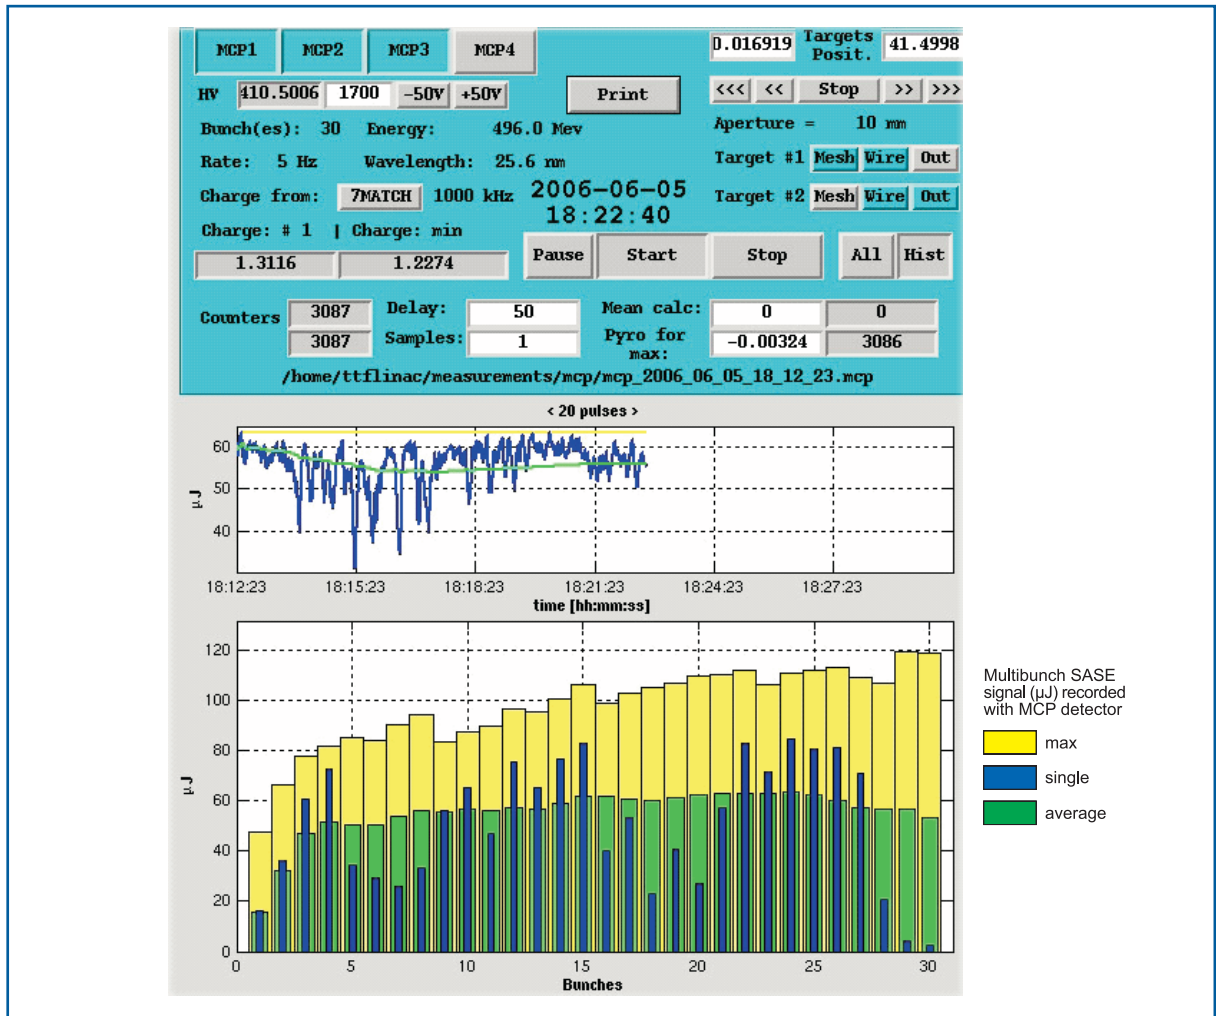 MCP1 MCP2 MCP3 MCP4
0.016919 Targets Posit. 41.4998
HV 410.5006 1700 -50V +50V Print <<< << Stop >> >>>
Bunch(es): 30 Energy: 496.0 Mev Aperture = 10 mm
Rate: 5 Hz Wavelength: 25.6 nm Target #1 Mesh Wire Out
Charge from: 7MATCH 1000 kHz 2006-06-05 Target #2 Mesh Wire Out
18:22:40
Charge: # 1 | Charge: min
1.3116 1.2274 Pause Start Stop All Hist
Counters 3087 Delay: 50 Mean calc: 0 0
3087 Samples: 1 Pyro for max: -0.00324 3086
/home/ttflinac/measurements/mcp/mcp_2006_06_05_18_12_23.mcp
< 20 pulses >
60
50
40
µJ
18:12:23 18:15:23 18:18:23 18:21:23 18:24:23 18:27:23
time [hh:mm:ss]
120
100
80
60
40
20
0
µJ
0 5 10 15 20 25 30
Bunches
Multibunch SASE
signal (µJ) recorded
with MCP detector
max
single
average